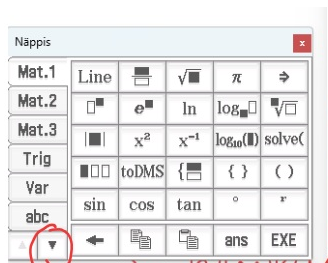 Näppis x
Mat.1 Line √■ π ⇒
Mat.2 □■ e■ ln log■□ ■√□
Mat.3 |■| x² x⁻¹ log₁₀(■) solve(
Trig ■□□ toDMS { { } ( )
Var sin cos tan ° r
abc
▲ ▼ ← ans EXE